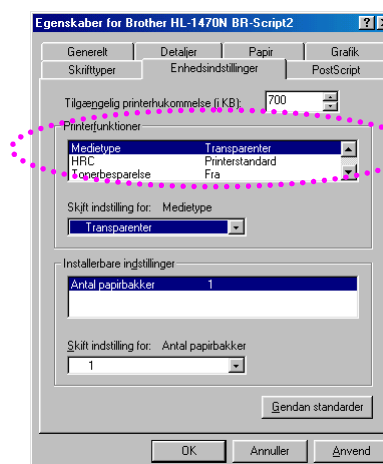 Egenskaber for Brother HL-1470N BR-Script2
Generelt Detaljer Papir Grafik
Skrifttyper Enhedsindstillinger PostScript
Tilgængelig printerhukommelse (i KB): 700
Printerfunktioner
Medietype Transparenter
HRC Printerstandard
Tonerbesparelse Fra
Skift indstilling for: Medietype
Transparenter
Installerbare indstillinger
Antal papirbakker 1
Skift indstilling for: Antal papirbakker
1
Gendan standarder
OK Annuller Anvend